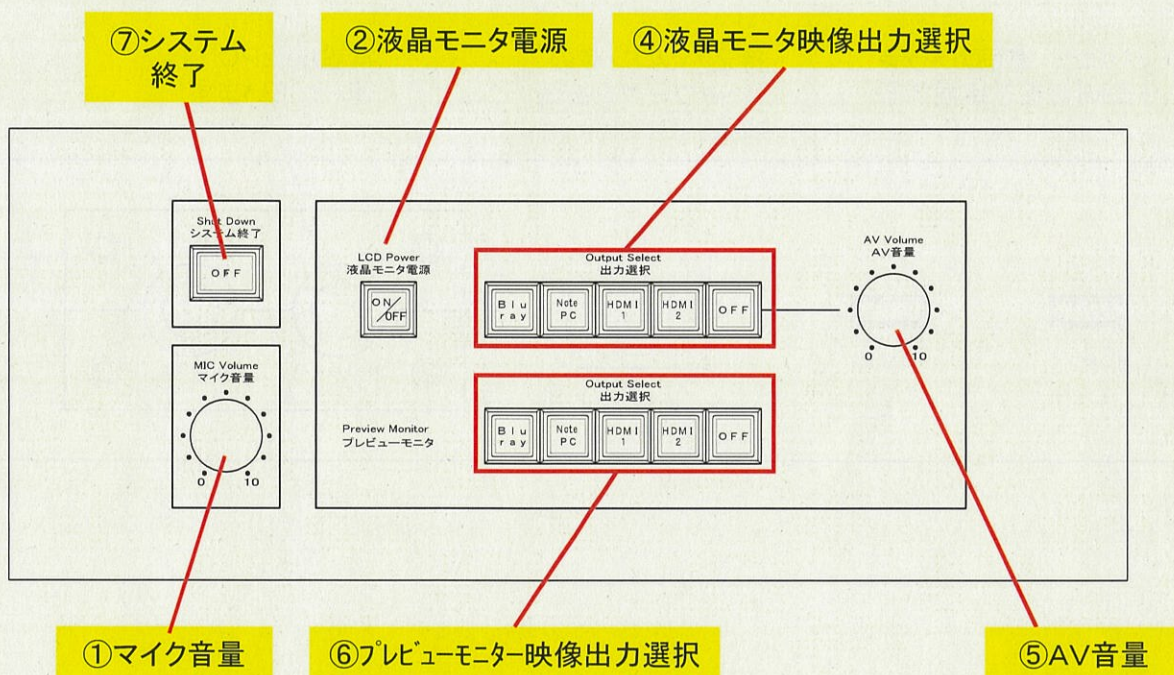 ⑦システム
終了
②液晶モニタ電源
④液晶モニタ映像出力選択
Shut Down
システム終了
OFF
LCD Power
液晶モニタ電源
ON/OFF
Output Select
出力選択
Blu
ray
Note
PC
HDMI
1
HDMI
2
OFF
AV Volume
AV音量
0 10
MIC Volume
マイク音量
0 10
Preview Monitor
プレビューモニタ
Output Select
出力選択
Blu
ray
Note
PC
HDMI
1
HDMI
2
OFF
①マイク音量
⑥プレビューモニター映像出力選択
⑤AV音量